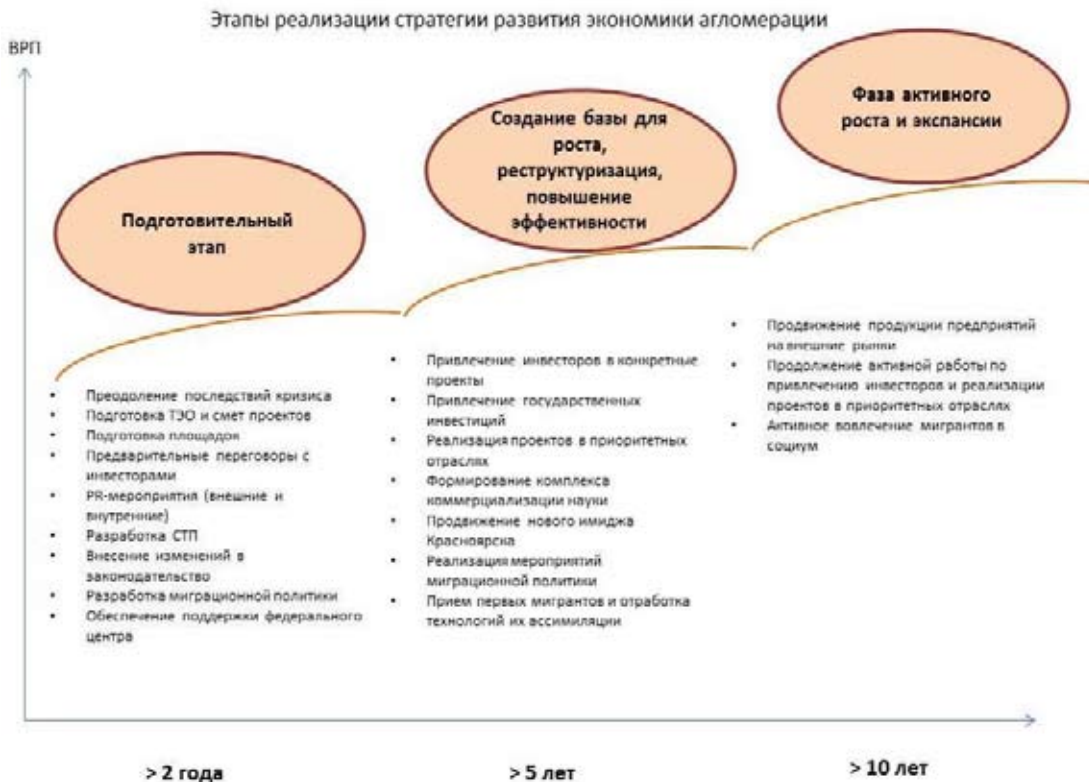 Этапы реализации стратегии развития экономики агломерации
ВРП
Подготовительный
этап
Создание базы для
роста,
реструктуризация,
повышение
эффективности
Фаза активного
роста и экспансии
• Преодоление последствий кризиса
• Подготовка ТЭО и смет проектов
• Подготовка площадок
• Предварительные переговоры с
инвесторами
• PR-мероприятия (внешние и
внутренние)
• Разработка СТП
• Внесение изменений в
законодательство
• Разработка миграционной политики
• Обеспечение поддержки федерального
центра
• Привлечение инвесторов в конкретные
проекты
• Привлечение государственных
инвестиций
• Реализация проектов в приоритетных
отраслях
• Формирование комплекса
коммерциализации науки
• Продвижение нового имиджа
Красноярска
• Реализация мероприятий
миграционной политики
• Прием первых мигрантов и отработка
технологий их ассимиляции
• Продвижение продукции предприятий
на внешние рынки
• Продолжение активной работы по
привлечению инвесторов и реализации
проектов в приоритетных отраслях
• Активное вовлечение мигрантов в
социум
> 2 года
> 5 лет
> 10 лет